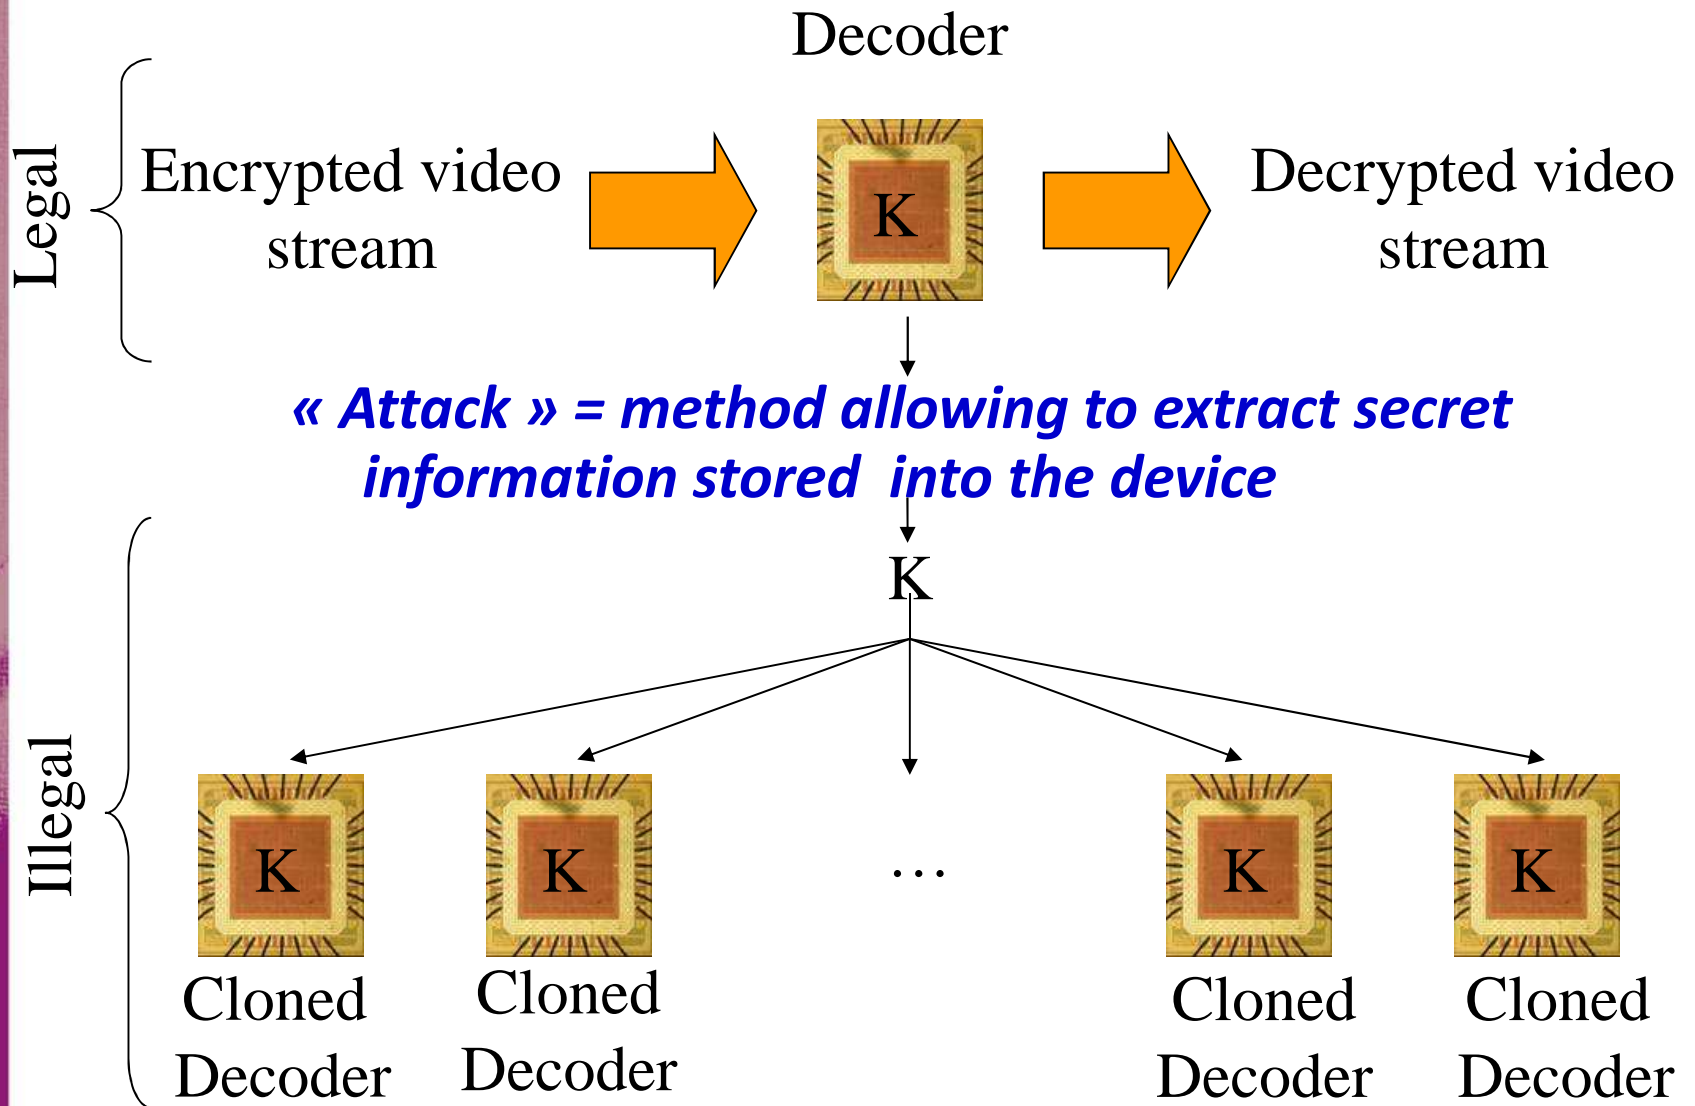 Decoder
Legal
Encrypted video
stream
K
Decrypted video
stream
« Attack » = method allowing to extract secret
information stored  into the device
K
Illegal
K
K
…
K
K
Cloned
Decoder
Cloned
Decoder
Cloned
Decoder
Cloned
Decoder